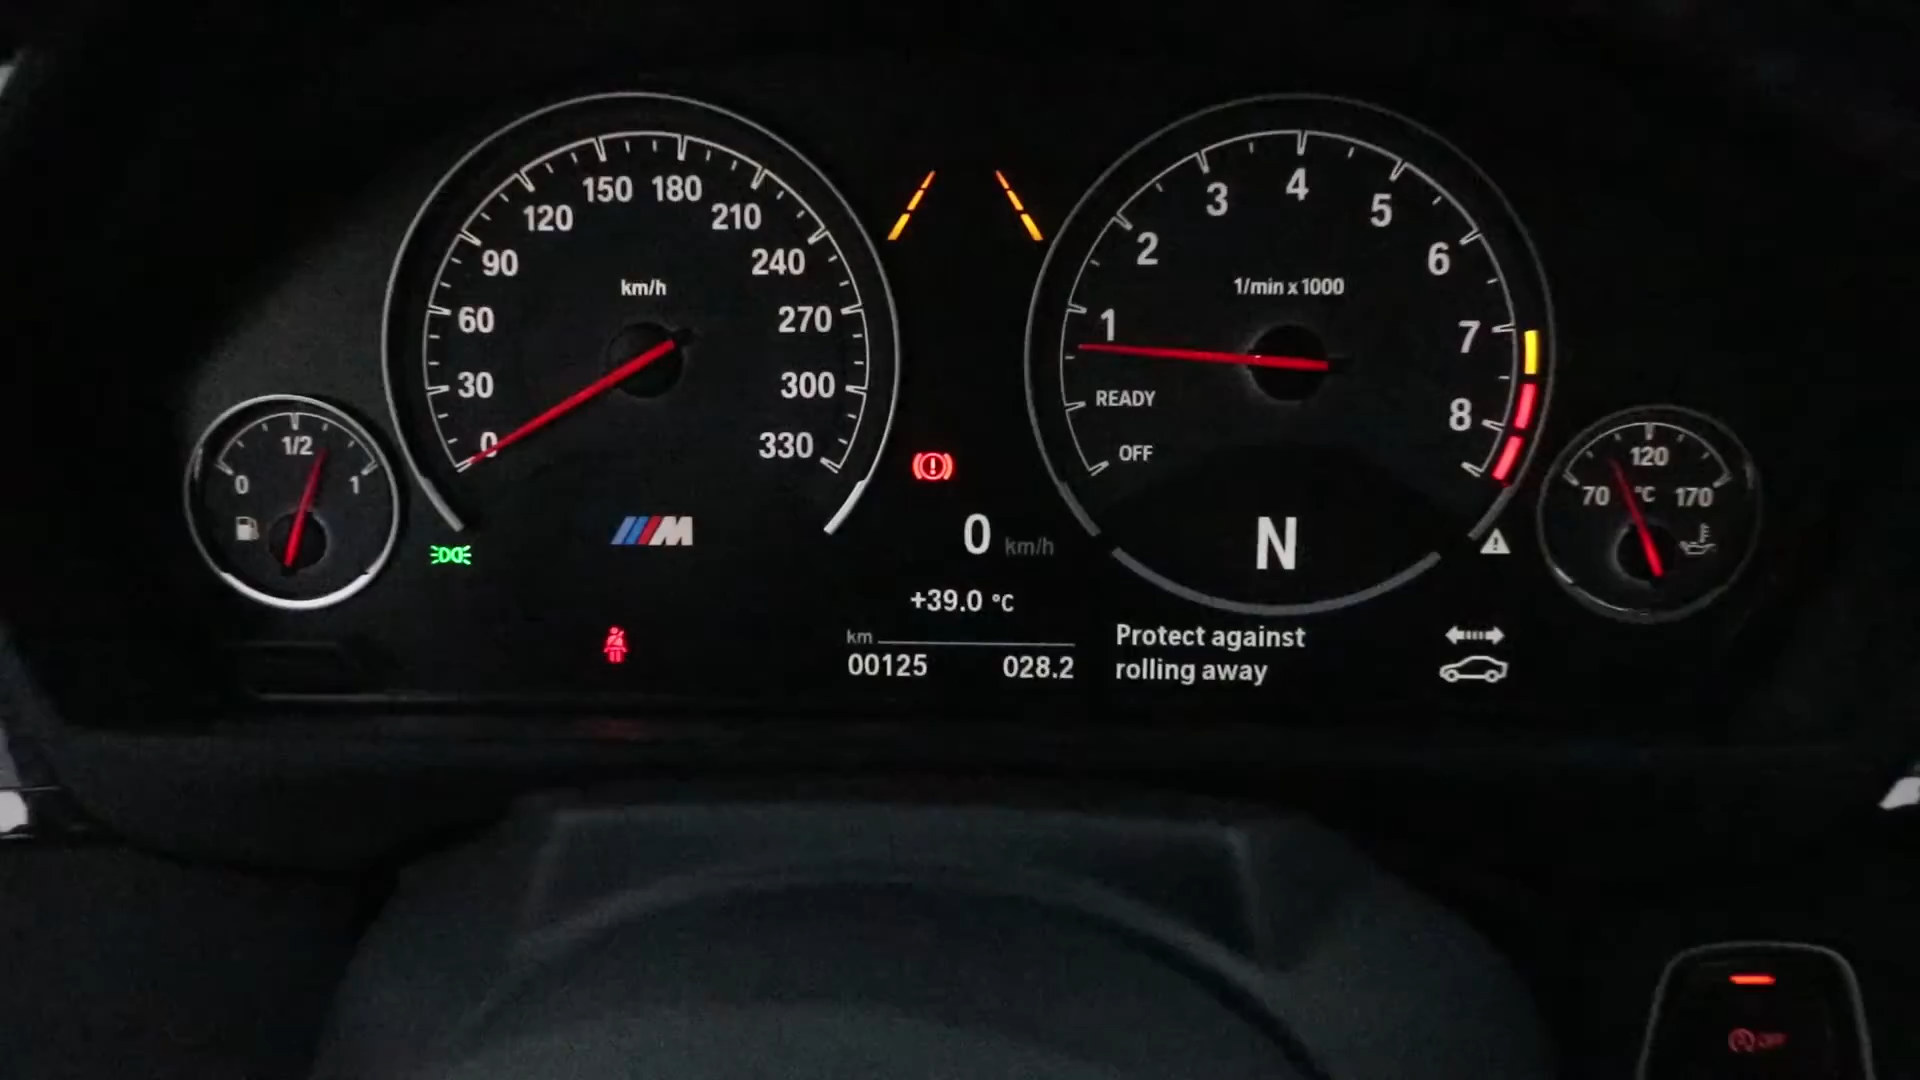 0
30
60
90
120
150
180
210
240
270
300
330
km/h
0
1/2
1
M
0 km/h
+39.0 °C
km
00125 028.2
OFF
READY
1
2
3
4
5
6
7
8
1/min x 1000
N
Protect against
rolling away
70
120
170
°C
OFF